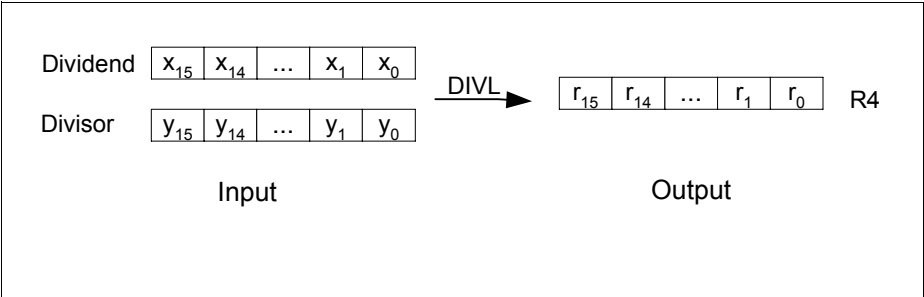 Dividend x₁₅ x₁₄ ... x₁ x₀
DIVL
r₁₅ r₁₄ ... r₁ r₀ R4
Divisor y₁₅ y₁₄ ... y₁ y₀
Input Output